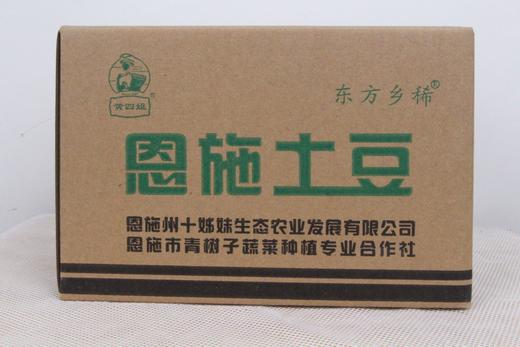 黄四姐®
东方乡稀®
恩施土豆
恩施州十姊妹生态农业发展有限公司
恩施市青树子蔬菜种植专业合作社